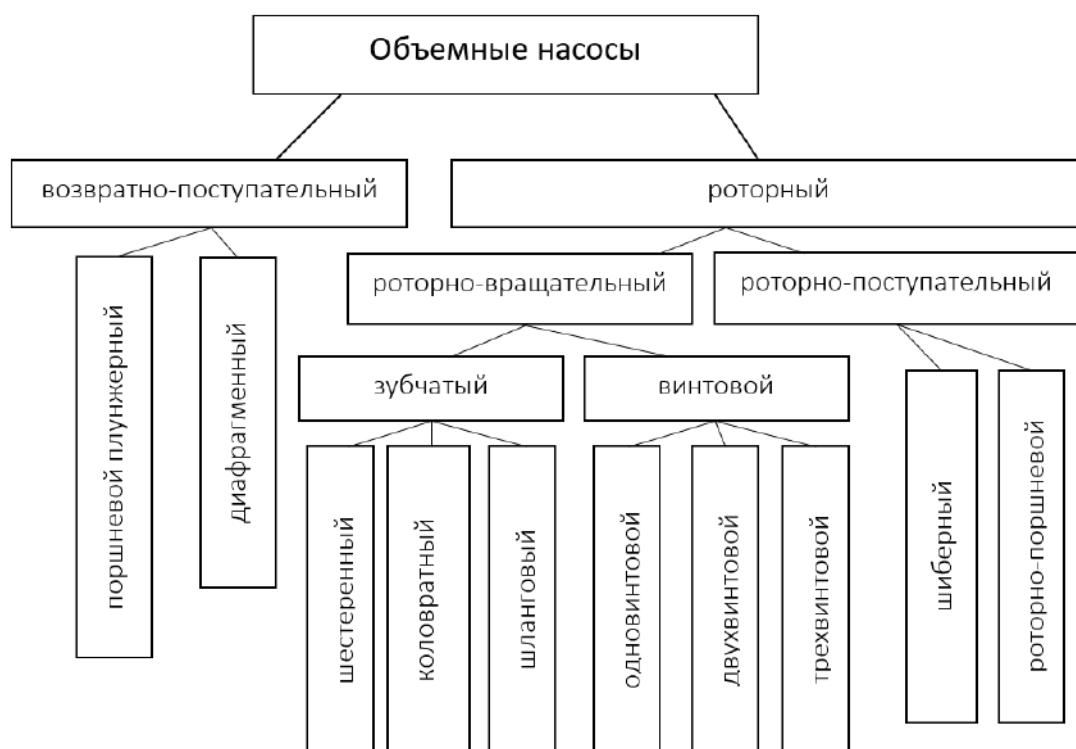 Объемные насосы
возвратно-поступательный
роторный
роторно-вращательный
роторно-поступательный
поршневой плунжерный
диафрагменный
зубчатый
винтовой
шестеренный
коловратный
шланговый
одновинтовой
двухвинтовой
трехвинтовой
шиберный
роторно-поршневой